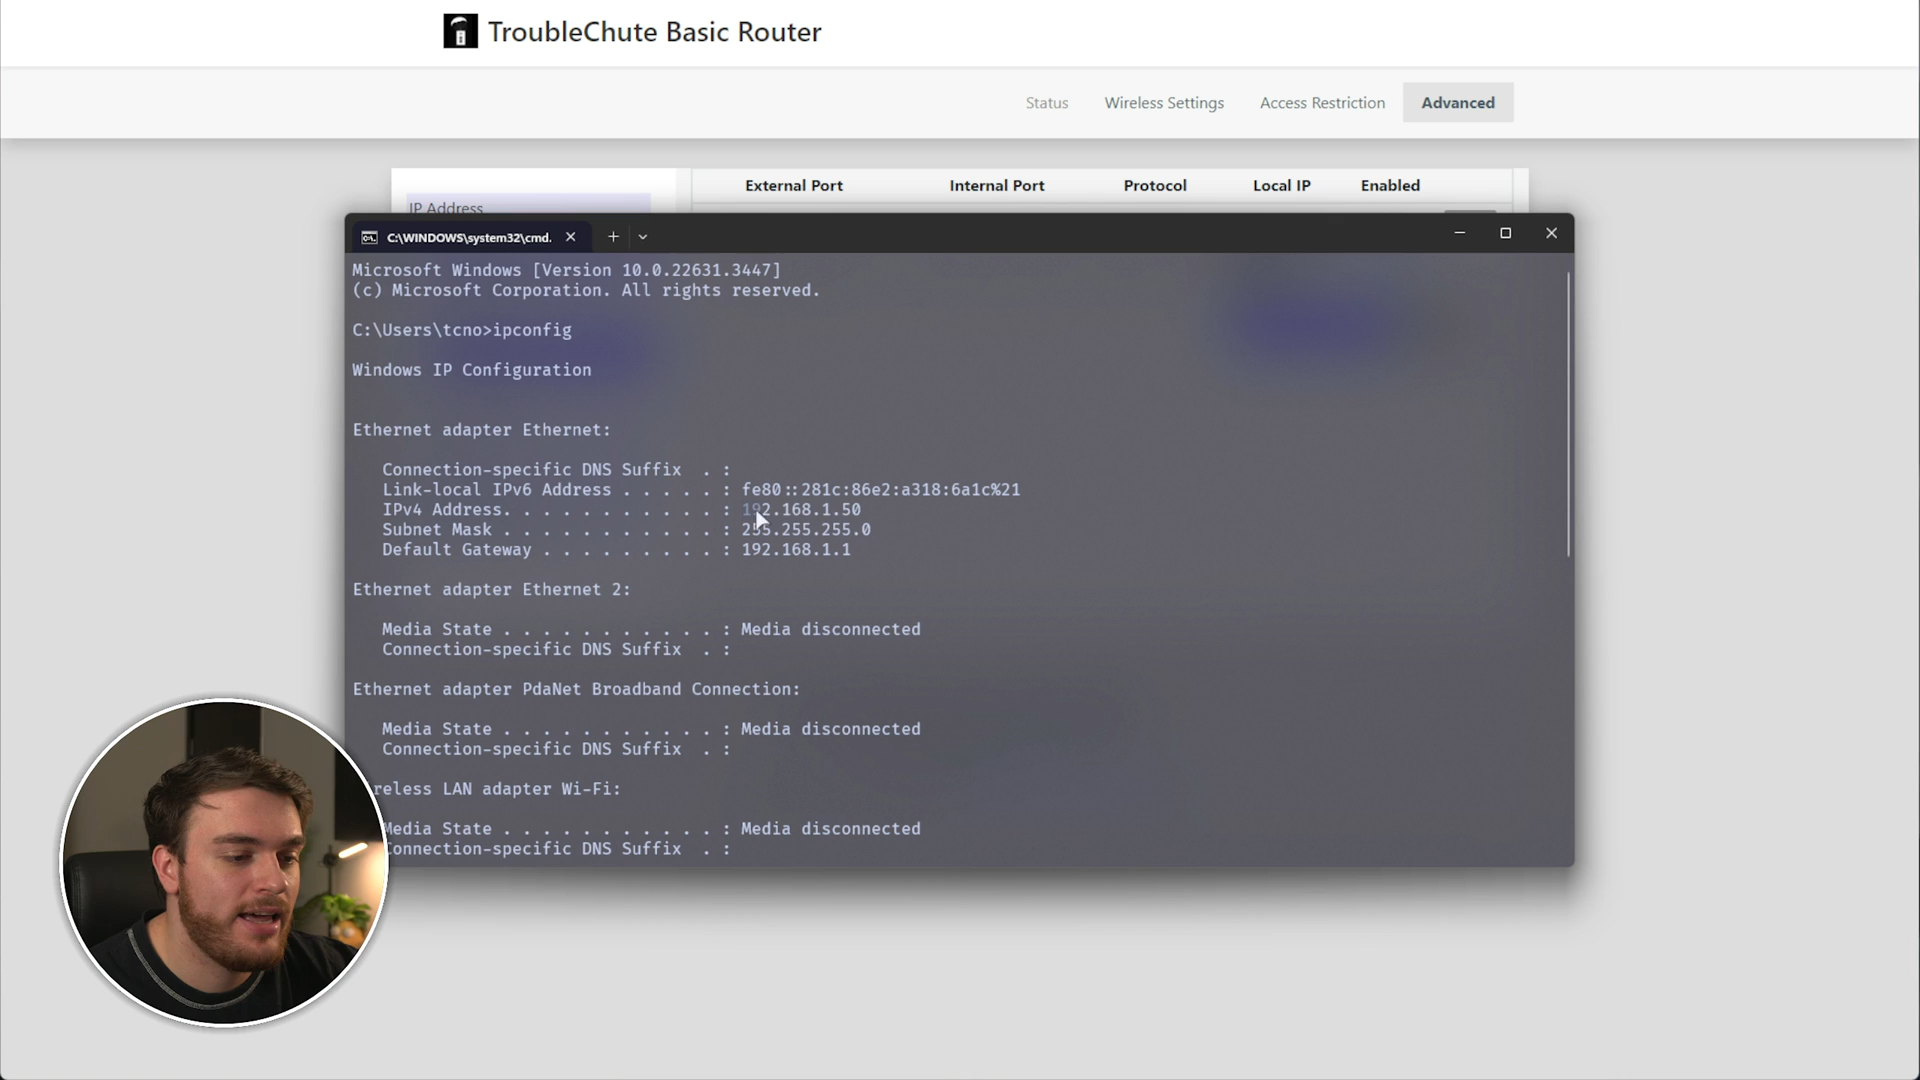 TroubleChute Basic Router
Status Wireless Settings Access Restriction Advanced
External Port Internal Port Protocol Local IP Enabled
IP Address
C:\WINDOWS\system32\cmd.
Microsoft Windows [Version 10.0.22631.3447]
(c) Microsoft Corporation. All rights reserved.
C:\Users\tcno>ipconfig
Windows IP Configuration
Ethernet adapter Ethernet:
Connection-specific DNS Suffix . :
Link-local IPv6 Address . . . . . : fe80::281c:86e2:a318:6a1c%21
IPv4 Address. . . . . . . . . . . : 192.168.1.50
Subnet Mask . . . . . . . . . . . : 255.255.255.0
Default Gateway . . . . . . . . . : 192.168.1.1
Ethernet adapter Ethernet 2:
Media State . . . . . . . . . . . : Media disconnected
Connection-specific DNS Suffix . :
Ethernet adapter PdaNet Broadband Connection:
Media State . . . . . . . . . . . : Media disconnected
Connection-specific DNS Suffix . :
reless LAN adapter Wi-Fi:
Media State . . . . . . . . . . . : Media disconnected
onnection-specific DNS Suffix . :